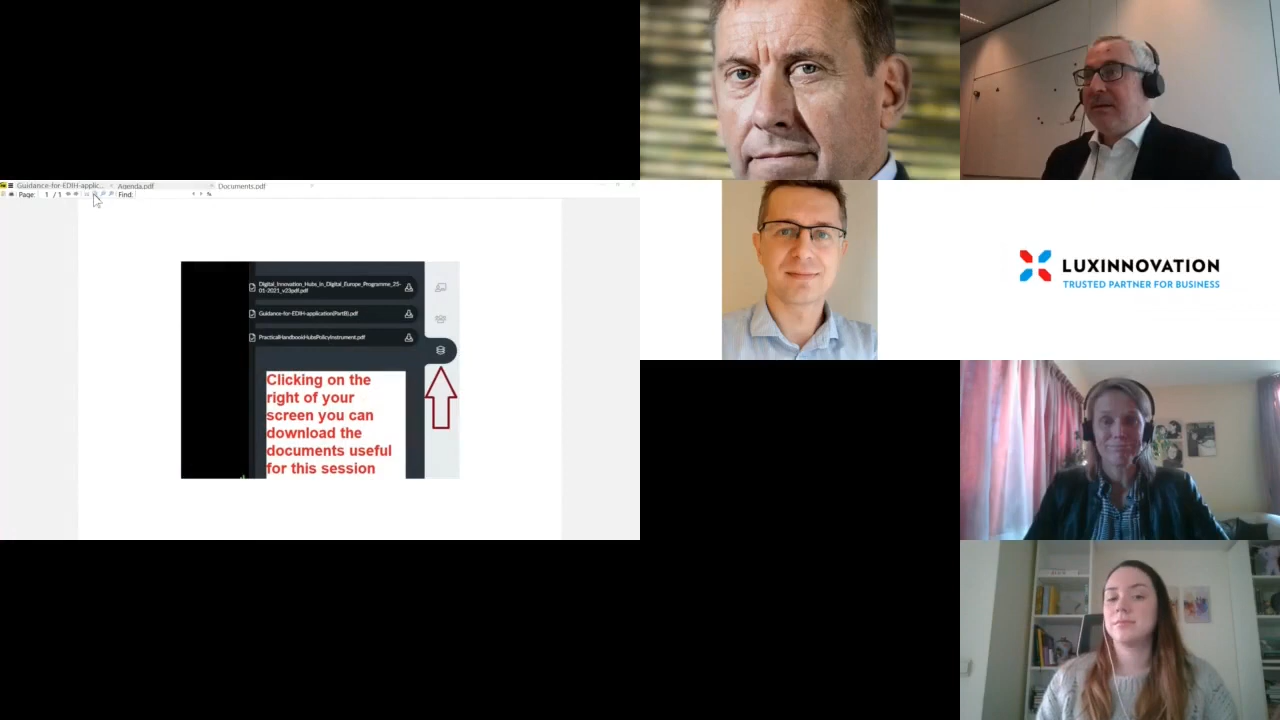 Guidance-for-EDIH-applic... Agenda.pdf Documents.pdf
Page: 1 / 1 Find:
Digital_Innovation_Hubs_in_Digital_Europe_Programme_25-
01-2021_v23pdf.pdf
Guidance-for-EDIH-application(PartB).pdf
PracticalHandbookHubsPolicyInstrument.pdf
Clicking on the
right of your
screen you can
download the
documents useful
for this session
LUXINNOVATION
TRUSTED PARTNER FOR BUSINESS